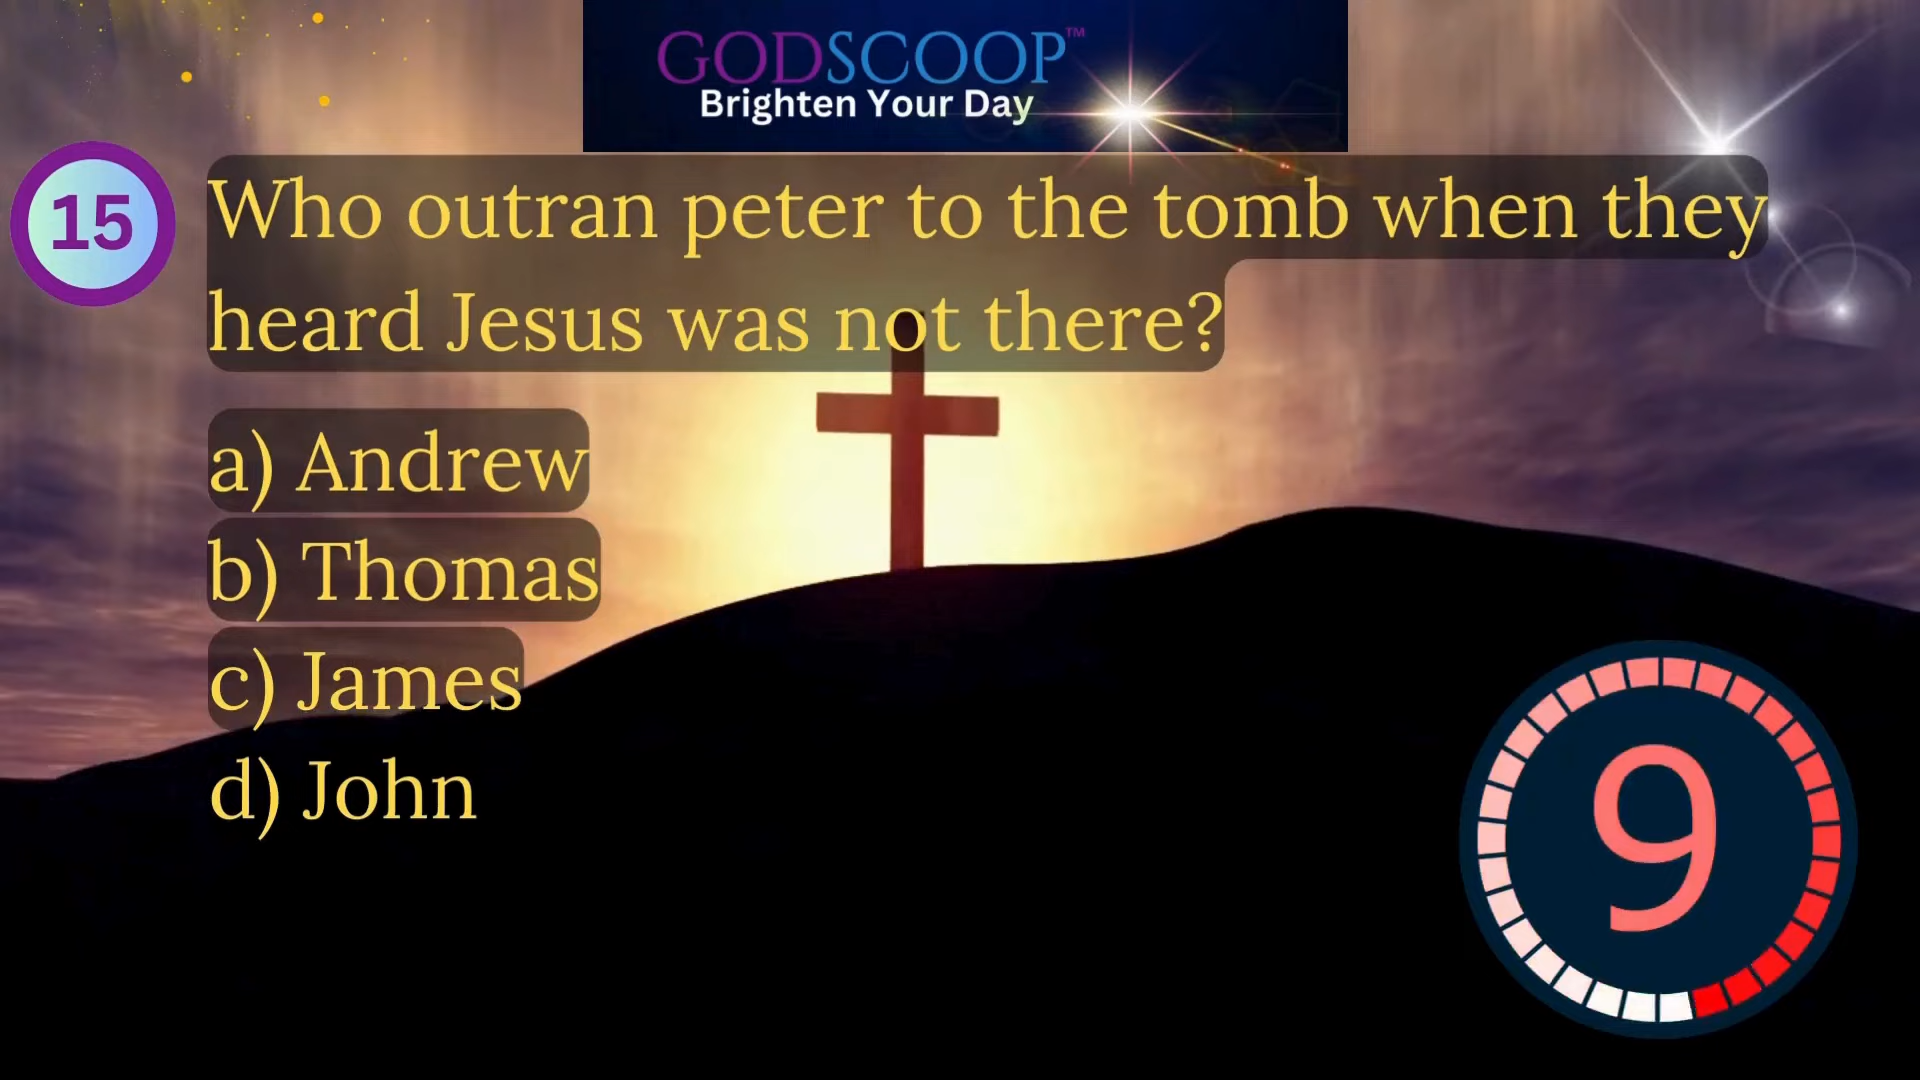 GODSCOOP™
Brighten Your Day
15
Who outran peter to the tomb when they
heard Jesus was not there?
a) Andrew
b) Thomas
c) James
d) John
9